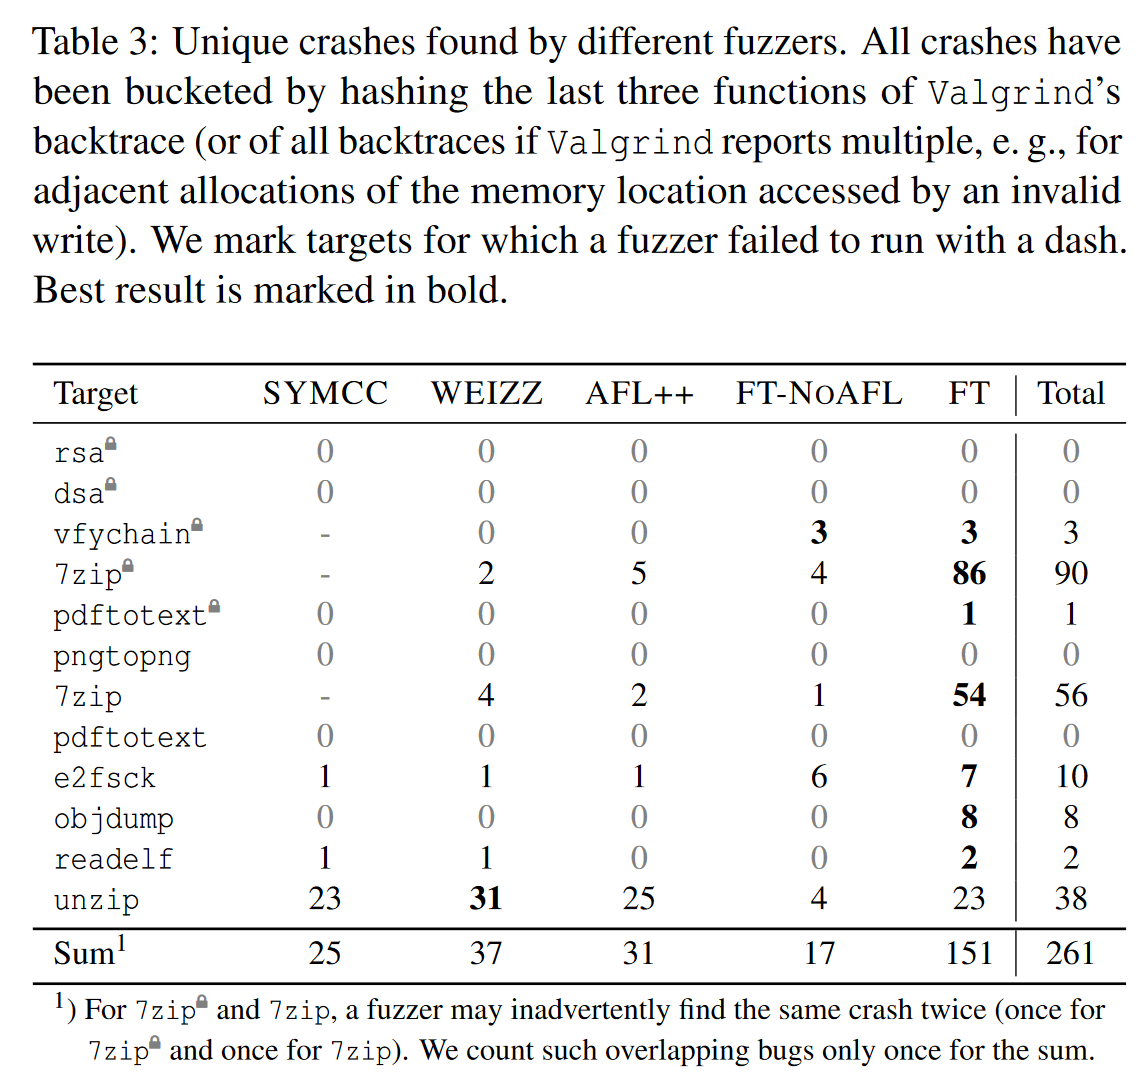 Table 3: Unique crashes found by different fuzzers. All crashes have
been bucketed by hashing the last three functions of Valgrind's
backtrace (or of all backtraces if Valgrind reports multiple, e. g., for
adjacent allocations of the memory location accessed by an invalid
write). We mark targets for which a fuzzer failed to run with a dash.
Best result is marked in bold.
Target SYMCC WEIZZ AFL++ FT-NOAFL FT Total
rsa🔒 0 0 0 0 0 0
dsa🔒 0 0 0 0 0 0
vfychain🔒 - 0 0 3 3 3
7zip🔒 - 2 5 4 86 90
pdftotext🔒 0 0 0 0 1 1
pngtopng 0 0 0 0 0 0
7zip - 4 2 1 54 56
pdftotext 0 0 0 0 0 0
e2fsck 1 1 1 6 7 10
objdump 0 0 0 0 8 8
readelf 1 1 0 0 2 2
unzip 23 31 25 4 23 38
Sum¹ 25 37 31 17 151 261
¹) For 7zip🔒 and 7zip, a fuzzer may inadvertently find the same crash twice (once for
7zip🔒 and once for 7zip). We count such overlapping bugs only once for the sum.